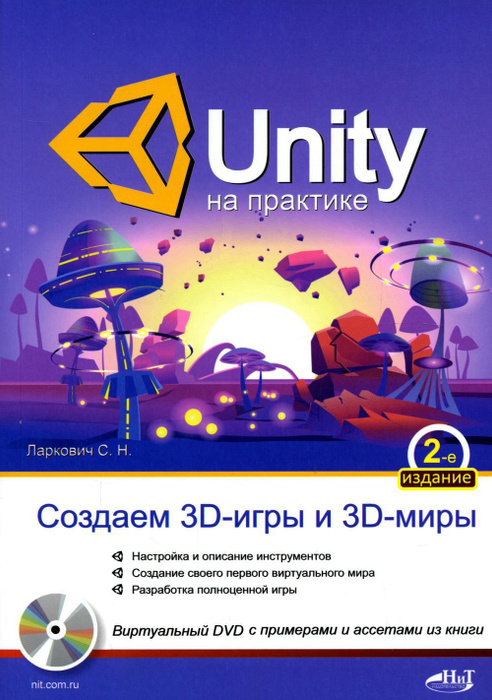 Unity
на практике
Ларкович С. Н.
2-е
издание
Создаем 3D-игры и 3D-миры
Настройка и описание инструментов
Создание своего первого виртуального мира
Разработка полноценной игры
Виртуальный DVD с примерами и ассетами из книги
nit.com.ru
НиТ
издательство